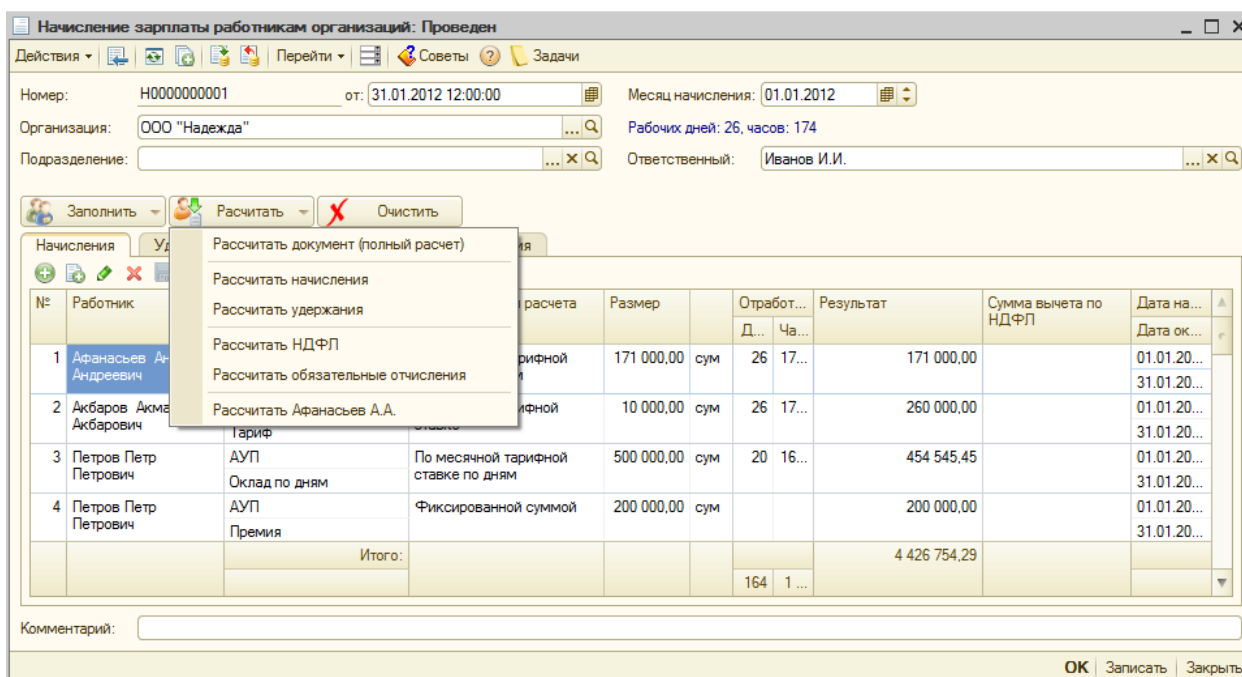 Начисление зарплаты работникам организаций: Проведен
Действия Перейти Советы Задачи
Номер: Н0000000001 от: 31.01.2012 12:00:00 Месяц начисления: 01.01.2012
Организация: ООО "Надежда" ... Рабочих дней: 26, часов: 174
Подразделение: ... Ответственный: Иванов И.И. ...
Заполнить Расчитать Очистить
Начисления
Рассчитать документ (полный расчет)
Рассчитать начисления
Рассчитать удержания
Рассчитать НДФЛ
Рассчитать обязательные отчисления
Рассчитать Афанасьев А.А.
№ Работник расчета Размер Отработ... Результат Сумма вычета по НДФЛ Дата на...
Д... Ча... Дата ок...
1 Афанасьев 171 000,00 сум 26 17... 171 000,00 01.01.20...
Андреевич 31.01.20...
2 Акбаров 10 000,00 сум 26 17... 260 000,00 01.01.20...
Акбарович Тариф 31.01.20...
3 Петров Петр АУП По месячной тарифной 500 000,00 сум 20 16... 454 545,45 01.01.20...
Петрович Оклад по дням ставке по дням 31.01.20...
4 Петров Петр АУП Фиксированной суммой 200 000,00 сум 200 000,00 01.01.20...
Петрович Премия 31.01.20...
Итого: 4 426 754,29
164 1 ...
Комментарий:
OK Записать Закрыть